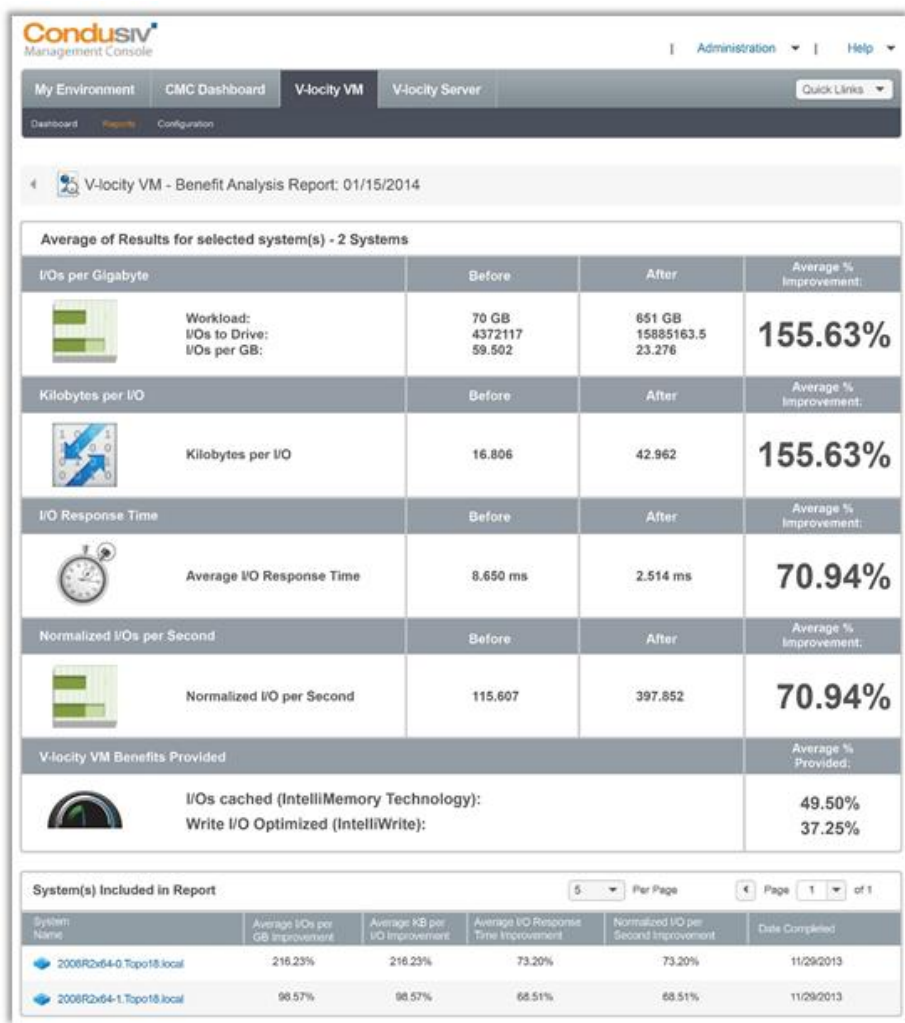 Condusiv
Management Console
| Administration | Help
My Environment CMC Dashboard V-locity VM V-locity Server Quick Llinks
Dashboard Reports Configuration
V-locity VM - Benefit Analysis Report: 01/15/2014
Average of Results for selected system(s) - 2 Systems
I/Os per Gigabyte Before After Average % Improvement:
Workload: 70 GB 651 GB
I/Os to Drive: 4372117 15885163.5
I/Os per GB: 59.502 23.276
155.63%
Kilobytes per I/O Before After Average % Improvement:
Kilobytes per I/O 16.806 42.962 155.63%
I/O Response Time Before After Average % Improvement:
Average I/O Response Time 8.650 ms 2.514 ms 70.94%
Normalized I/Os per Second Before After Average % Improvement:
Normalized I/O per Second 115.607 397.852 70.94%
V-locity VM Benefits Provided Average % Provided:
I/Os cached (IntelliMemory Technology): 49.50%
Write I/O Optimized (IntelliWrite): 37.25%
System(s) Included in Report 5 Per Page Page 1 of 1
System Name Average I/Os per GB Improvement Average KB per I/O Improvement Average I/O Response Time Improvement Normalized I/O per Second Improvement Date Completed
2008R2x64-0.Topo18.local 216.23% 216.23% 73.20% 73.20% 11/29/2013
2008R2x64-1.Topo18.local 98.57% 98.57% 68.51% 68.51% 11/29/2013